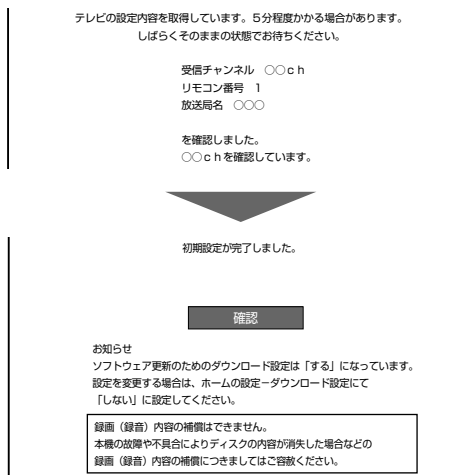 テレビの設定内容を取得しています。5分程度かかる場合があります。
しばらくそのままの状態でお待ちください。
受信チャンネル　○○ｃｈ
リモコン番号　1
放送局名　○○○
を確認しました。
○○ｃｈを確認しています。
初期設定が完了しました。
確認
お知らせ
ソフトウェア更新のためのダウンロード設定は「する」になっています。
設定を変更する場合は、ホームの設定－ダウンロード設定にて
「しない」に設定してください。
録画（録音）内容の補償はできません。
本機の故障や不具合によりディスクの内容が消失した場合などの
録画（録音）内容の補償につきましてはご容赦ください。